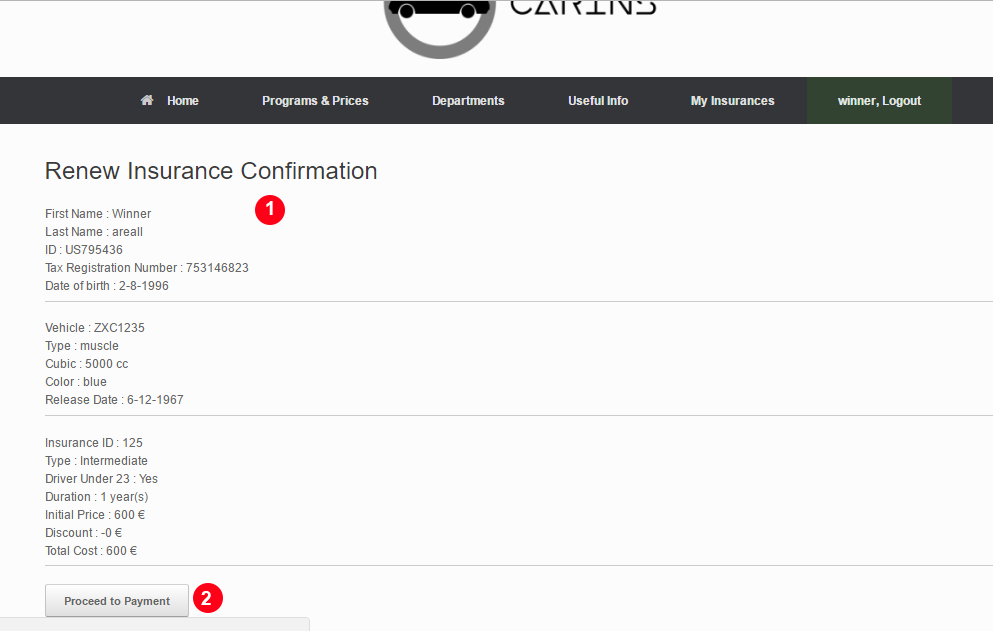 CARINS
Home Programs & Prices Departments Useful Info My Insurances winner, Logout
Renew Insurance Confirmation
1
First Name : Winner
Last Name : areall
ID : US795436
Tax Registration Number : 753146823
Date of birth : 2-8-1996
Vehicle : ZXC1235
Type : muscle
Cubic : 5000 cc
Color : blue
Release Date : 6-12-1967
Insurance ID : 125
Type : Intermediate
Driver Under 23 : Yes
Duration : 1 year(s)
Initial Price : 600 €
Discount : -0 €
Total Cost : 600 €
Proceed to Payment 2